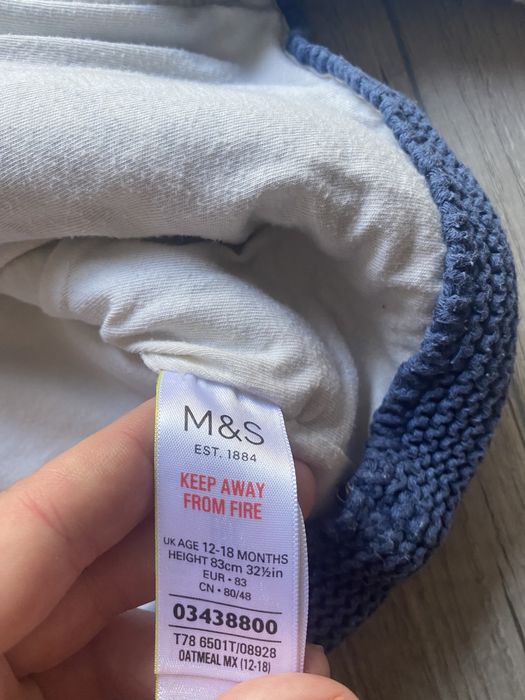 M&S
EST. 1884
KEEP AWAY
FROM FIRE
UK AGE 12-18 MONTHS
HEIGHT 83cm 32½in
EUR • 83
CN • 80/48
03438800
T78 6501T/08928
OATMEAL MX (12-18)